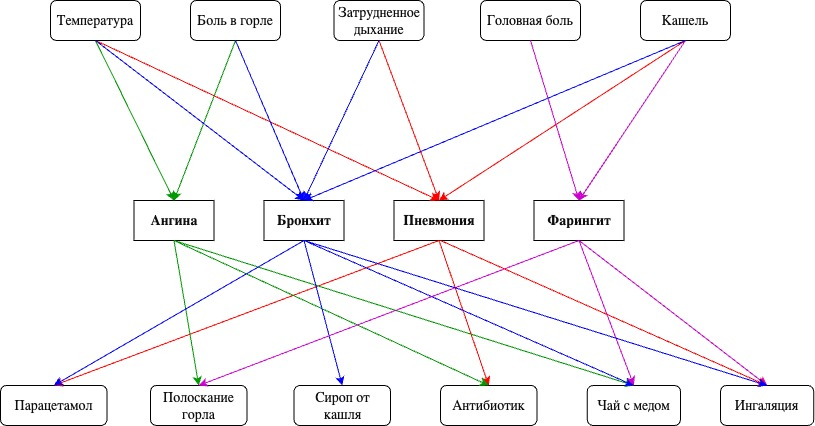 Температура
Боль в горле
Затрудненное
дыхание
Головная боль
Кашель
Ангина
Бронхит
Пневмония
Фарингит
Парацетамол
Полоскание
горла
Сироп от
кашля
Антибиотик
Чай с медом
Ингаляция